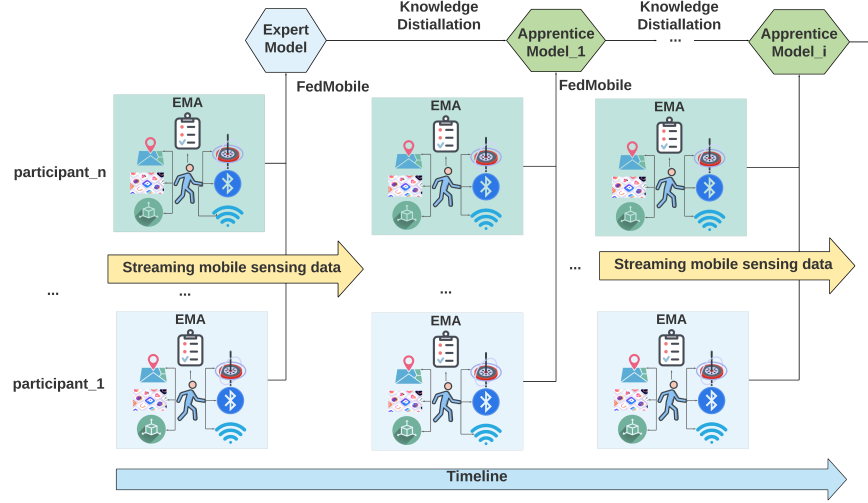 Knowledge
Distiallation
Knowledge
Distiallation
...
Expert
Model
Apprentice
Model_1
Apprentice
Model_i
FedMobile
FedMobile
EMA
EMA
EMA
participant_n
Streaming mobile sensing data
...
Streaming mobile sensing data
...
...
...
EMA
EMA
EMA
participant_1
Timeline